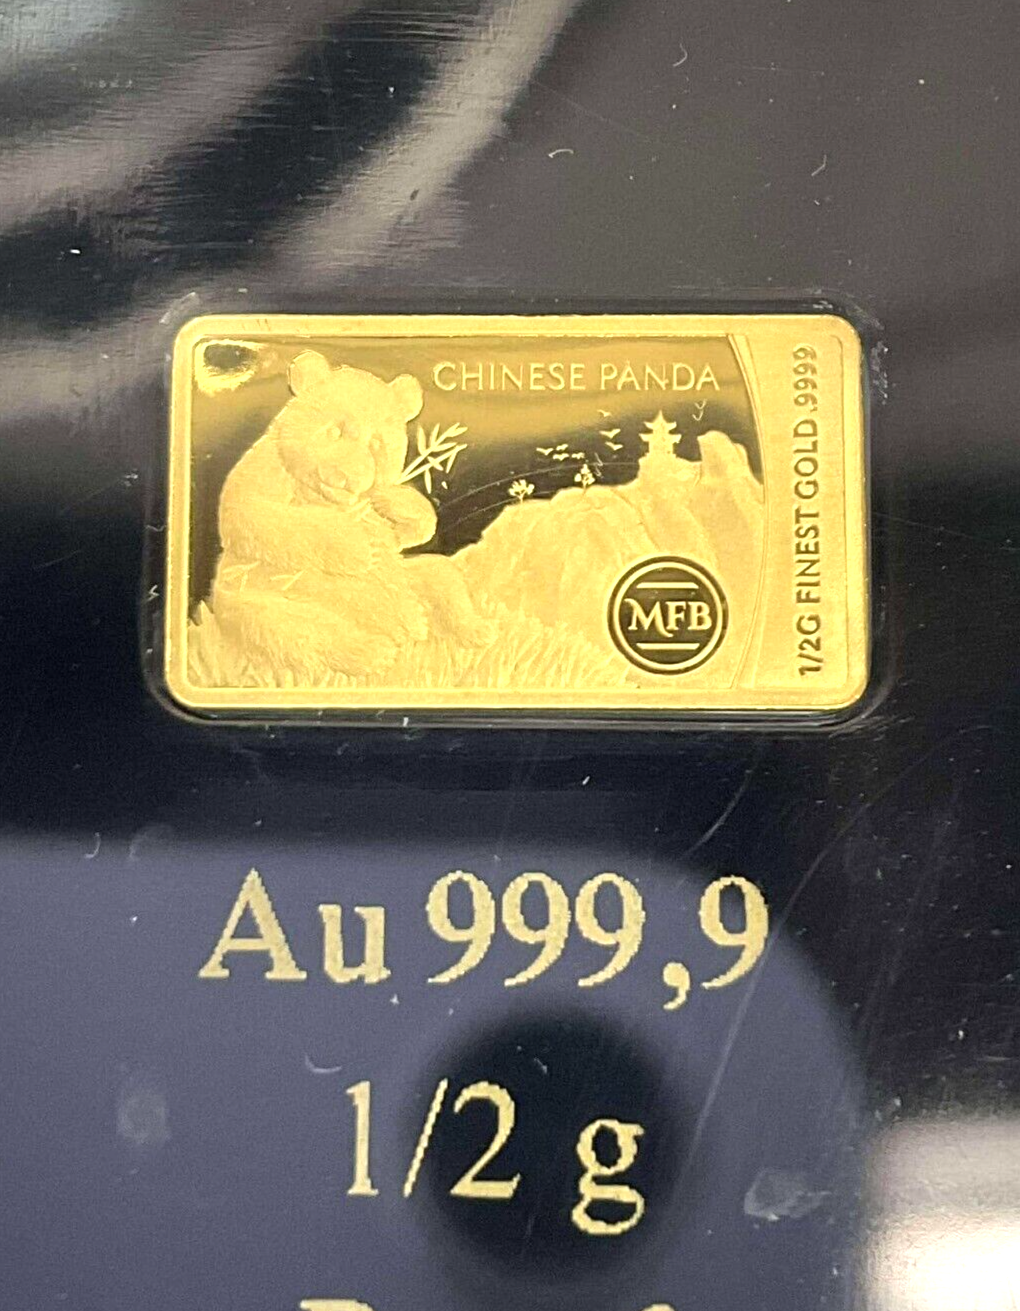 CHINESE PANDA
1/2G FINEST GOLD .9999
MFB
Au 999,9
1/2 g